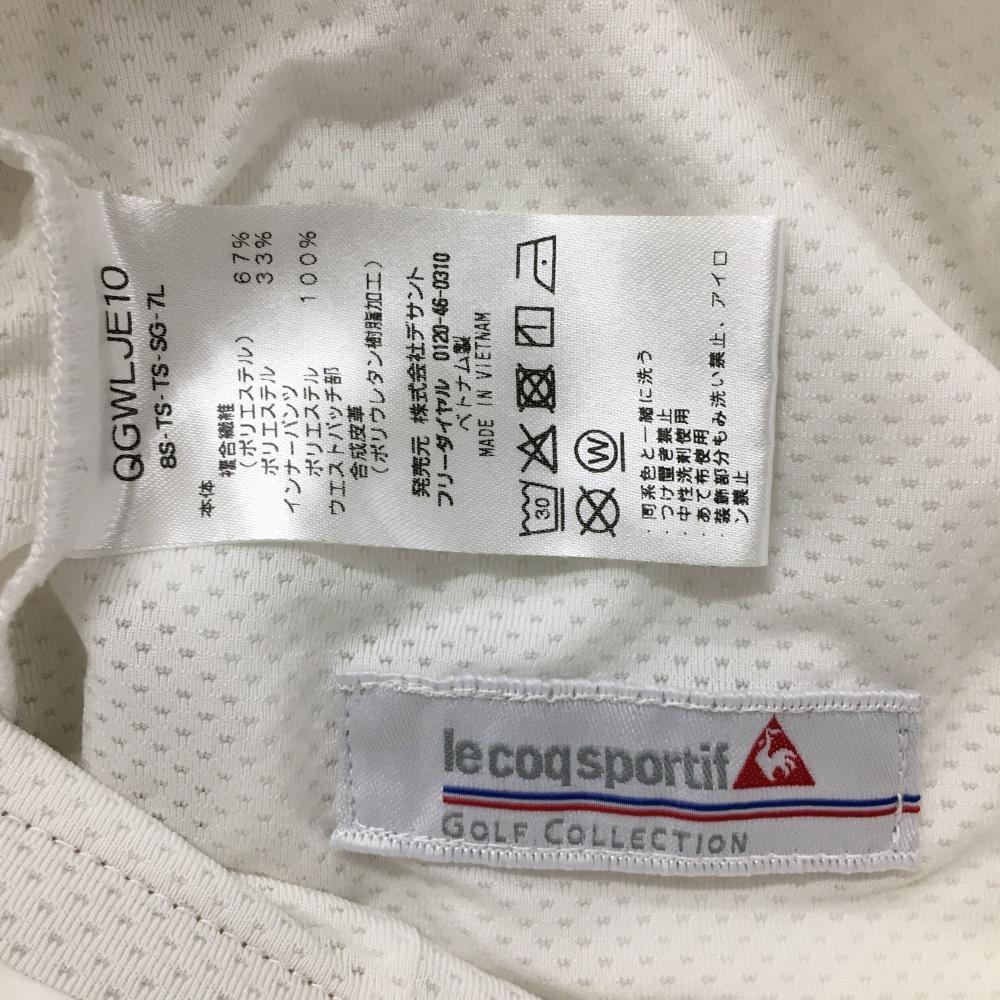 QGWLJE10
8S-TS-TS-SG-7L
本体
複合繊維
(ポリエステル) 67%
ポリエステル 33%
インナーパンツ
ポリエステル 100%
ウエストパッチ部
合成皮革
(ポリウレタン樹脂加工)
発売元 株式会社デサント
フリーダイヤル 0120-46-0310
ベトナム製
MADE IN VIETNAM
30
W
・同系色と一緒に洗う
・つけ置き禁止
・中性洗剤使用
・あて布使用
・装飾部分もみ洗い禁止、アイロ
ン禁止
le coq sportif
GOLF COLLECTION